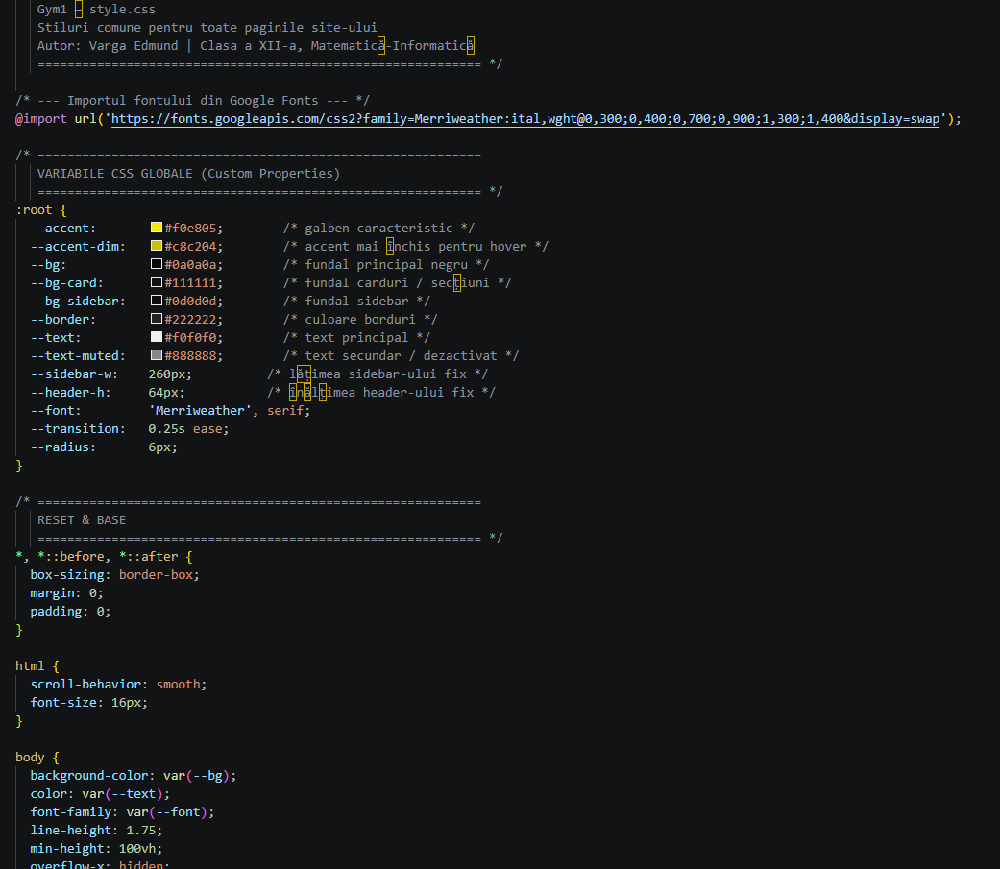 Gym1 — style.css
Stiluri comune pentru toate paginile site-ului
Autor: Varga Edmund | Clasa a XII-a, Matematică-Informatică
============================================================ */
/* --- Importul fontului din Google Fonts --- */
@import url('https://fonts.googleapis.com/css2?family=Merriweather:ital,wght@0,300;0,400;0,700;0,900;1,300;1,400&display=swap');
/* ============================================================
VARIABILE CSS GLOBALE (Custom Properties)
============================================================ */
:root {
--accent: #f0e805; /* galben caracteristic */
--accent-dim: #c8c204; /* accent mai închis pentru hover */
--bg: #0a0a0a; /* fundal principal negru */
--bg-card: #111111; /* fundal carduri / secțiuni */
--bg-sidebar: #0d0d0d; /* fundal sidebar */
--border: #222222; /* culoare borduri */
--text: #f0f0f0; /* text principal */
--text-muted: #888888; /* text secundar / dezactivat */
--sidebar-w: 260px; /* lățimea sidebar-ului fix */
--header-h: 64px; /* înălțimea header-ului fix */
--font: 'Merriweather', serif;
--transition: 0.25s ease;
--radius: 6px;
}
/* ============================================================
RESET & BASE
============================================================ */
*, *::before, *::after {
box-sizing: border-box;
margin: 0;
padding: 0;
}
html {
scroll-behavior: smooth;
font-size: 16px;
}
body {
background-color: var(--bg);
color: var(--text);
font-family: var(--font);
line-height: 1.75;
min-height: 100vh;
overflow-x: hidden;